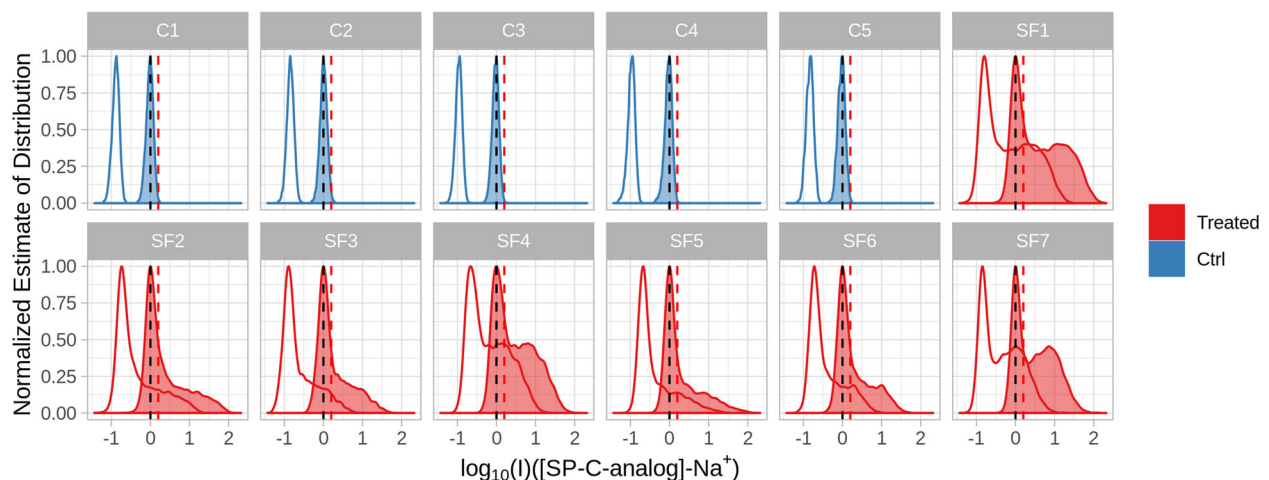 C1 C2 C3 C4 C5 SF1
1.00
0.75
0.50
0.25
0.00
SF2 SF3 SF4 SF5 SF6 SF7
1.00
0.75
0.50
0.25
0.00
-1 0 1 2 -1 0 1 2 -1 0 1 2 -1 0 1 2 -1 0 1 2 -1 0 1 2
log₁₀(I)([SP-C-analog]-Na⁺)
Normalized Estimate of Distribution
Treated
Ctrl